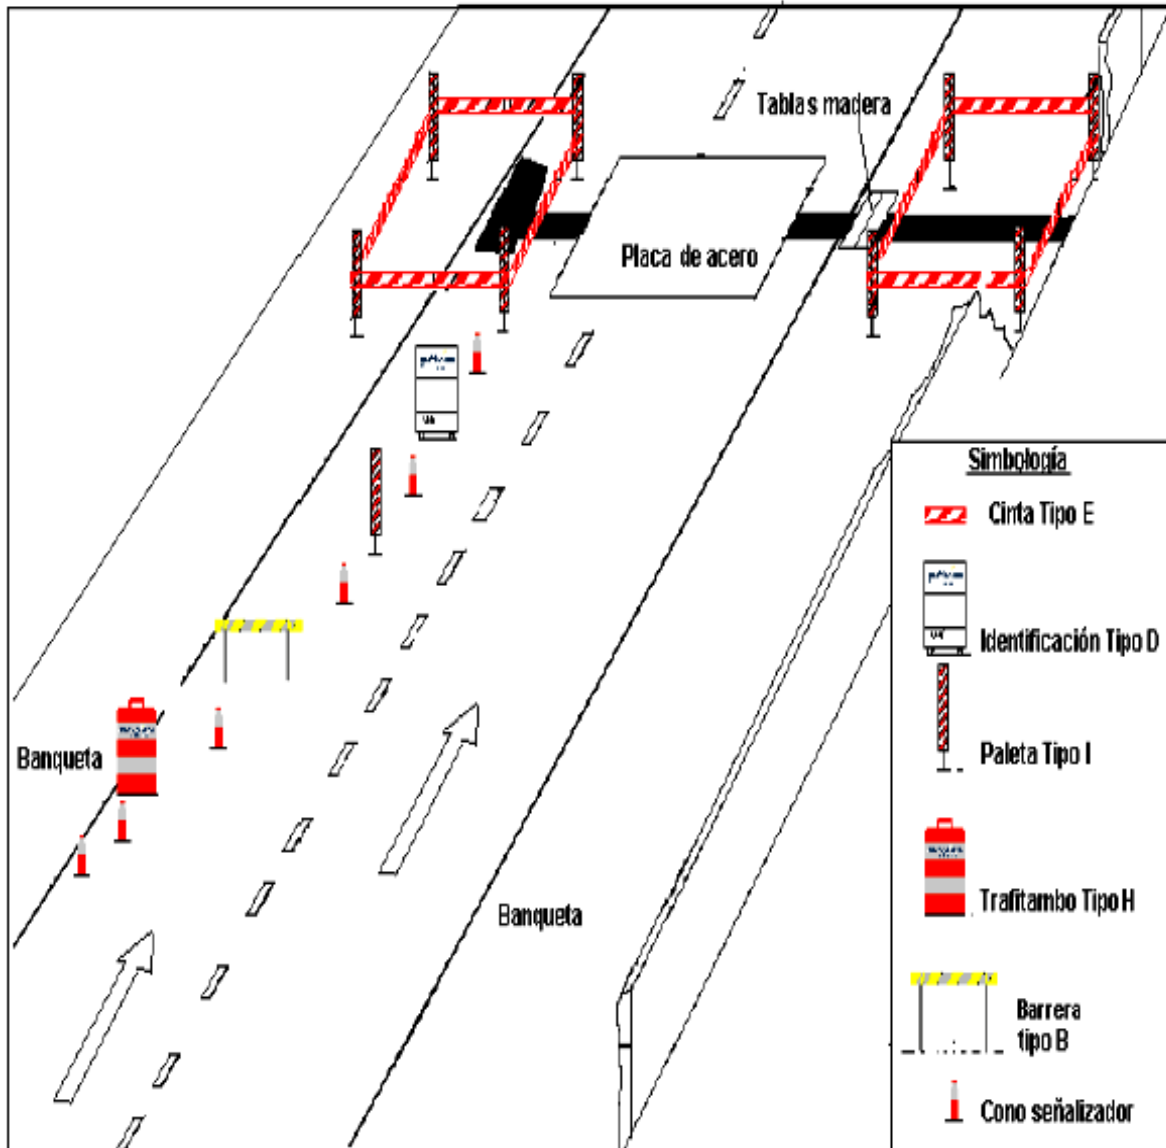 Tablas madera
Placa de acero
Banqueta
Banqueta
Simbología
Cinta Tipo E
Identificación Tipo D
Paleta Tipo I
Trafitambo Tipo H
Barrera
tipo B
Cono señalizador